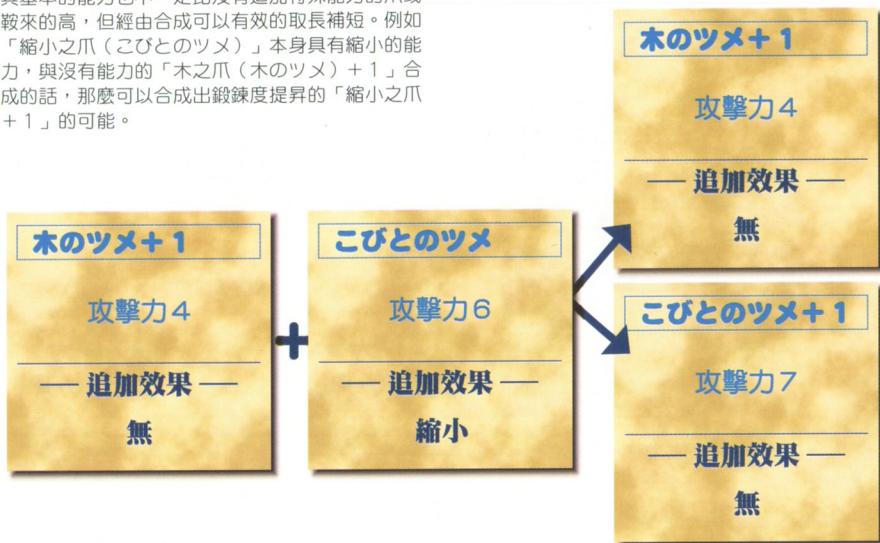 鞍來的高，但經由合成可以有效的取長補短。例如
「縮小之爪（こびとのツメ）」本身具有縮小的能
力，與沒有能力的「木之爪（木のツメ）＋１」合
成的話，那麼可以合成出鍛鍊度提昇的「縮小之爪
＋１」的可能。
木のツメ＋１
攻擊力４
追加效果
無
＋
こびとのツメ
攻擊力６
追加效果
縮小
木のツメ＋１
攻擊力４
追加效果
無
こびとのツメ＋１
攻擊力７
追加效果
無